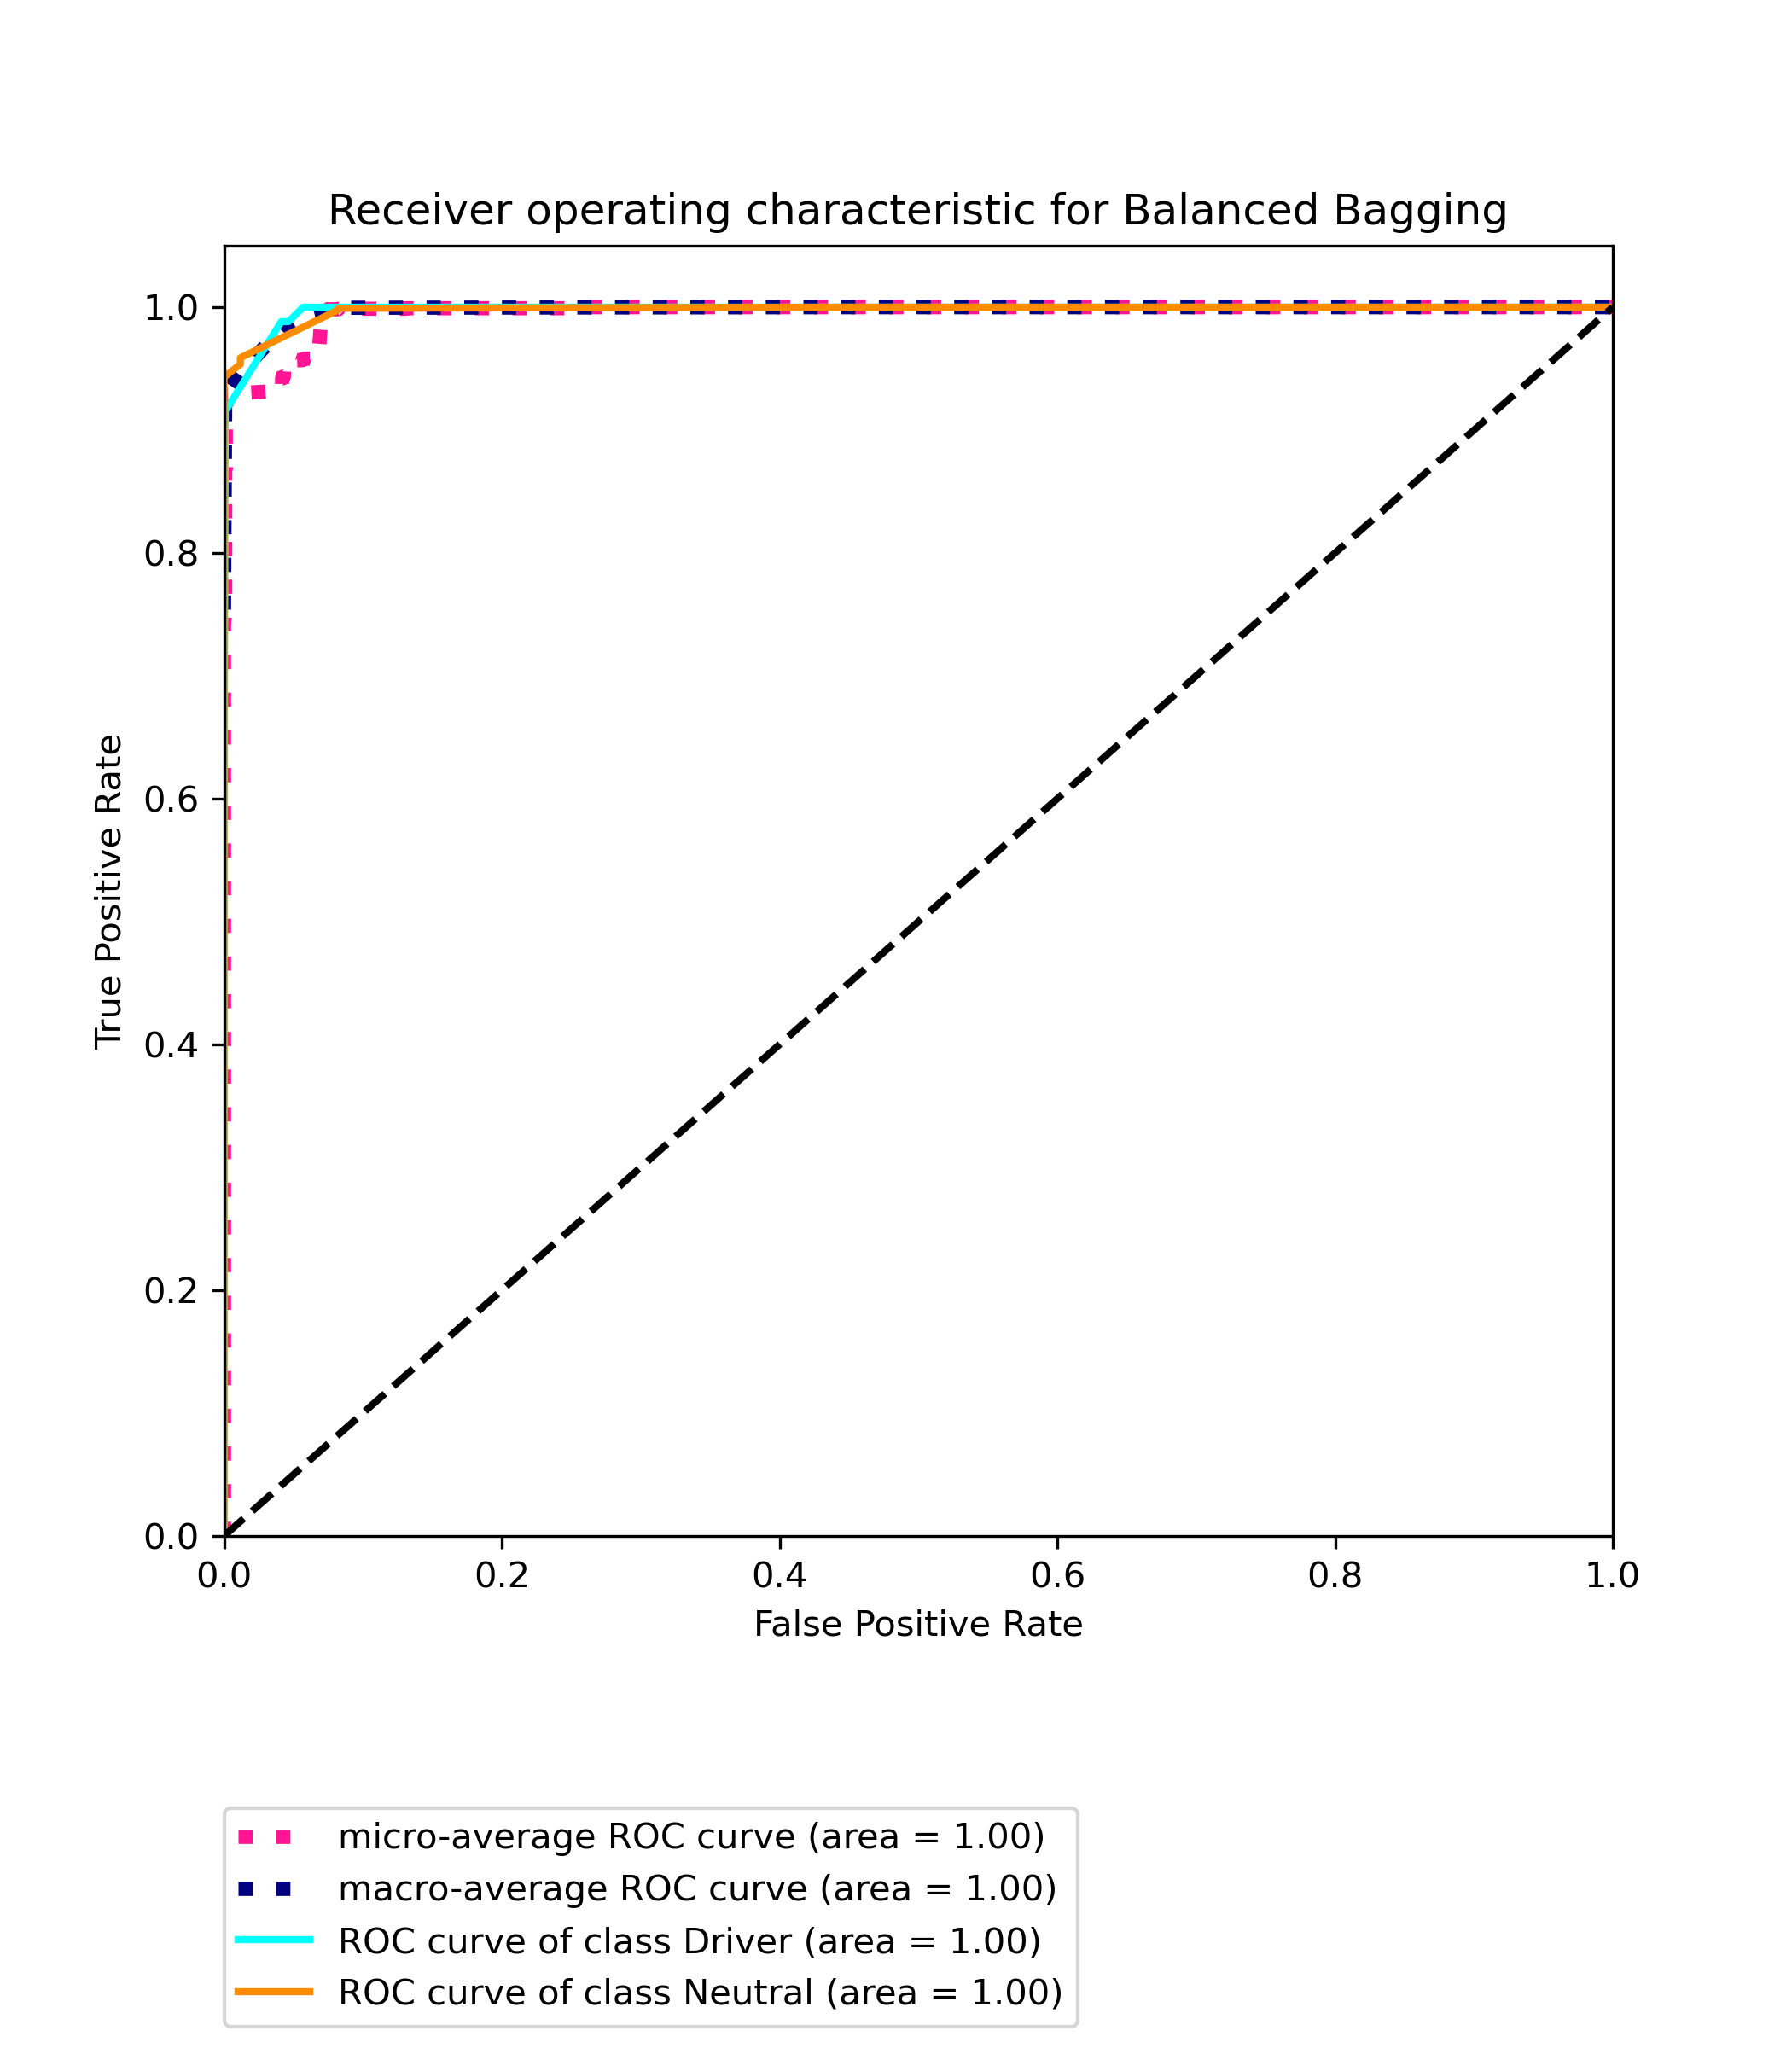 Receiver operating characteristic for Balanced Bagging
1.0
0.8
0.6
0.4
0.2
0.0
True Positive Rate
0.0 0.2 0.4 0.6 0.8 1.0
False Positive Rate
micro-average ROC curve (area = 1.00)
macro-average ROC curve (area = 1.00)
ROC curve of class Driver (area = 1.00)
ROC curve of class Neutral (area = 1.00)